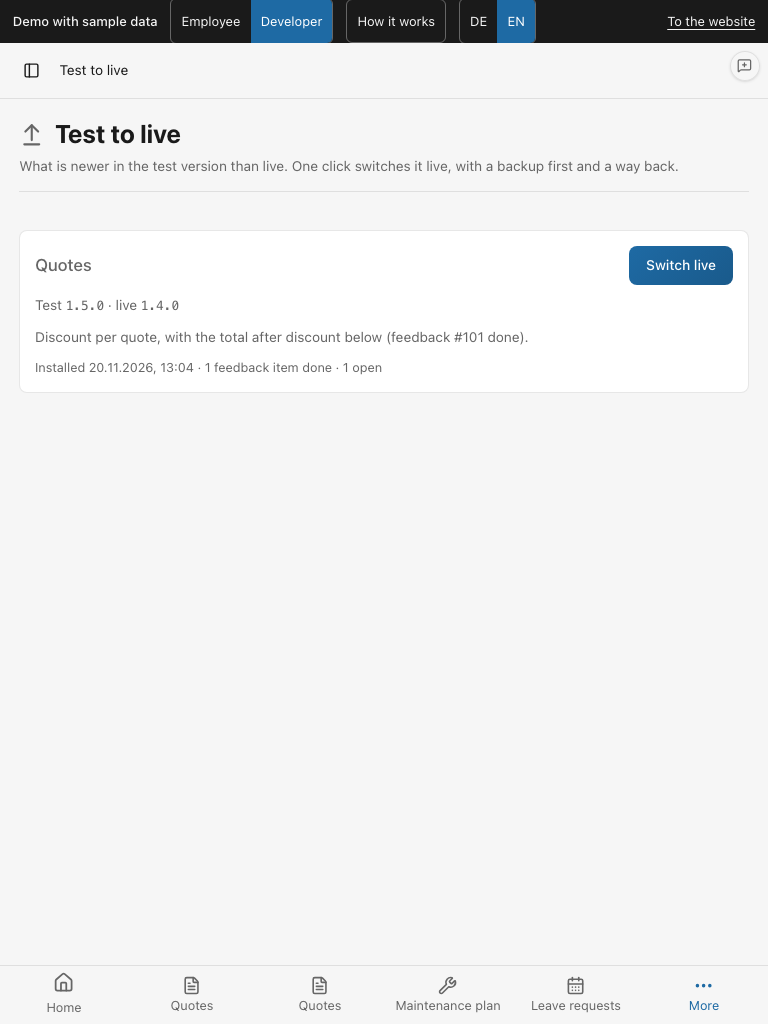 Demo with sample data Employee Developer How it works DE EN To the website
Test to live
Test to live
What is newer in the test version than live. One click switches it live, with a backup first and a way back.
Quotes Switch live
Test 1.5.0 · live 1.4.0
Discount per quote, with the total after discount below (feedback #101 done).
Installed 20.11.2026, 13:04 · 1 feedback item done · 1 open
Home Quotes Quotes Maintenance plan Leave requests More